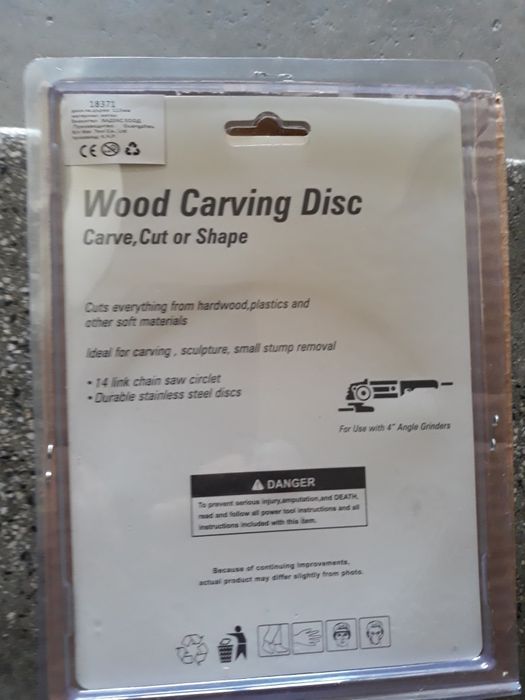 18371
CE
Wood Carving Disc
Carve,Cut or Shape
Cuts everything from hardwood,plastics and
other soft materials
Ideal for carving , sculpture, small stump removal
• 14 link chain saw circlet
• Durable stainless steel discs
For Use with 4" Angle Grinders
DANGER
To prevent serious injury,amputation,and DEATH,
read and follow all power tool instructions and all
instructions included with this item.
Because of continuing improvements,
actual product may differ slightly from photo.